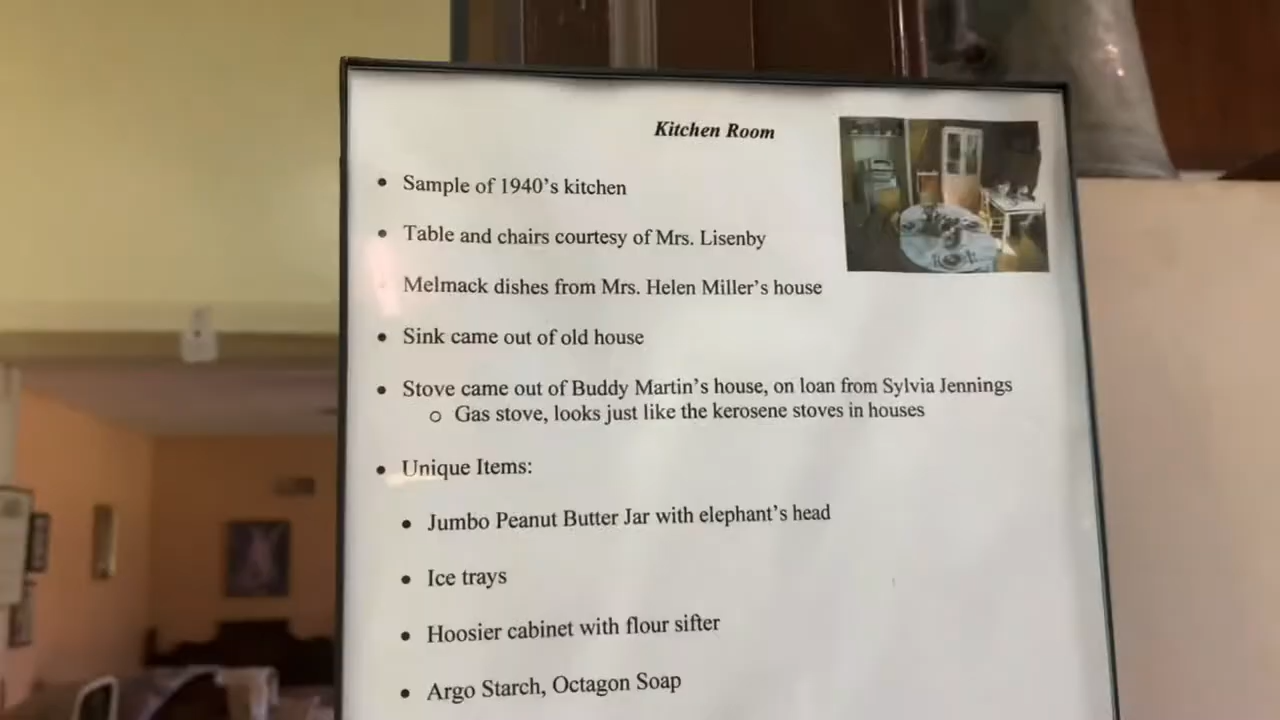 Kitchen Room
• Sample of 1940's kitchen
• Table and chairs courtesy of Mrs. Lisenby
Melmack dishes from Mrs. Helen Miller's house
• Sink came out of old house
• Stove came out of Buddy Martin's house, on loan from Sylvia Jennings
o Gas stove, looks just like the kerosene stoves in houses
• Unique Items:
• Jumbo Peanut Butter Jar with elephant's head
• Ice trays
• Hoosier cabinet with flour sifter
• Argo Starch, Octagon Soap